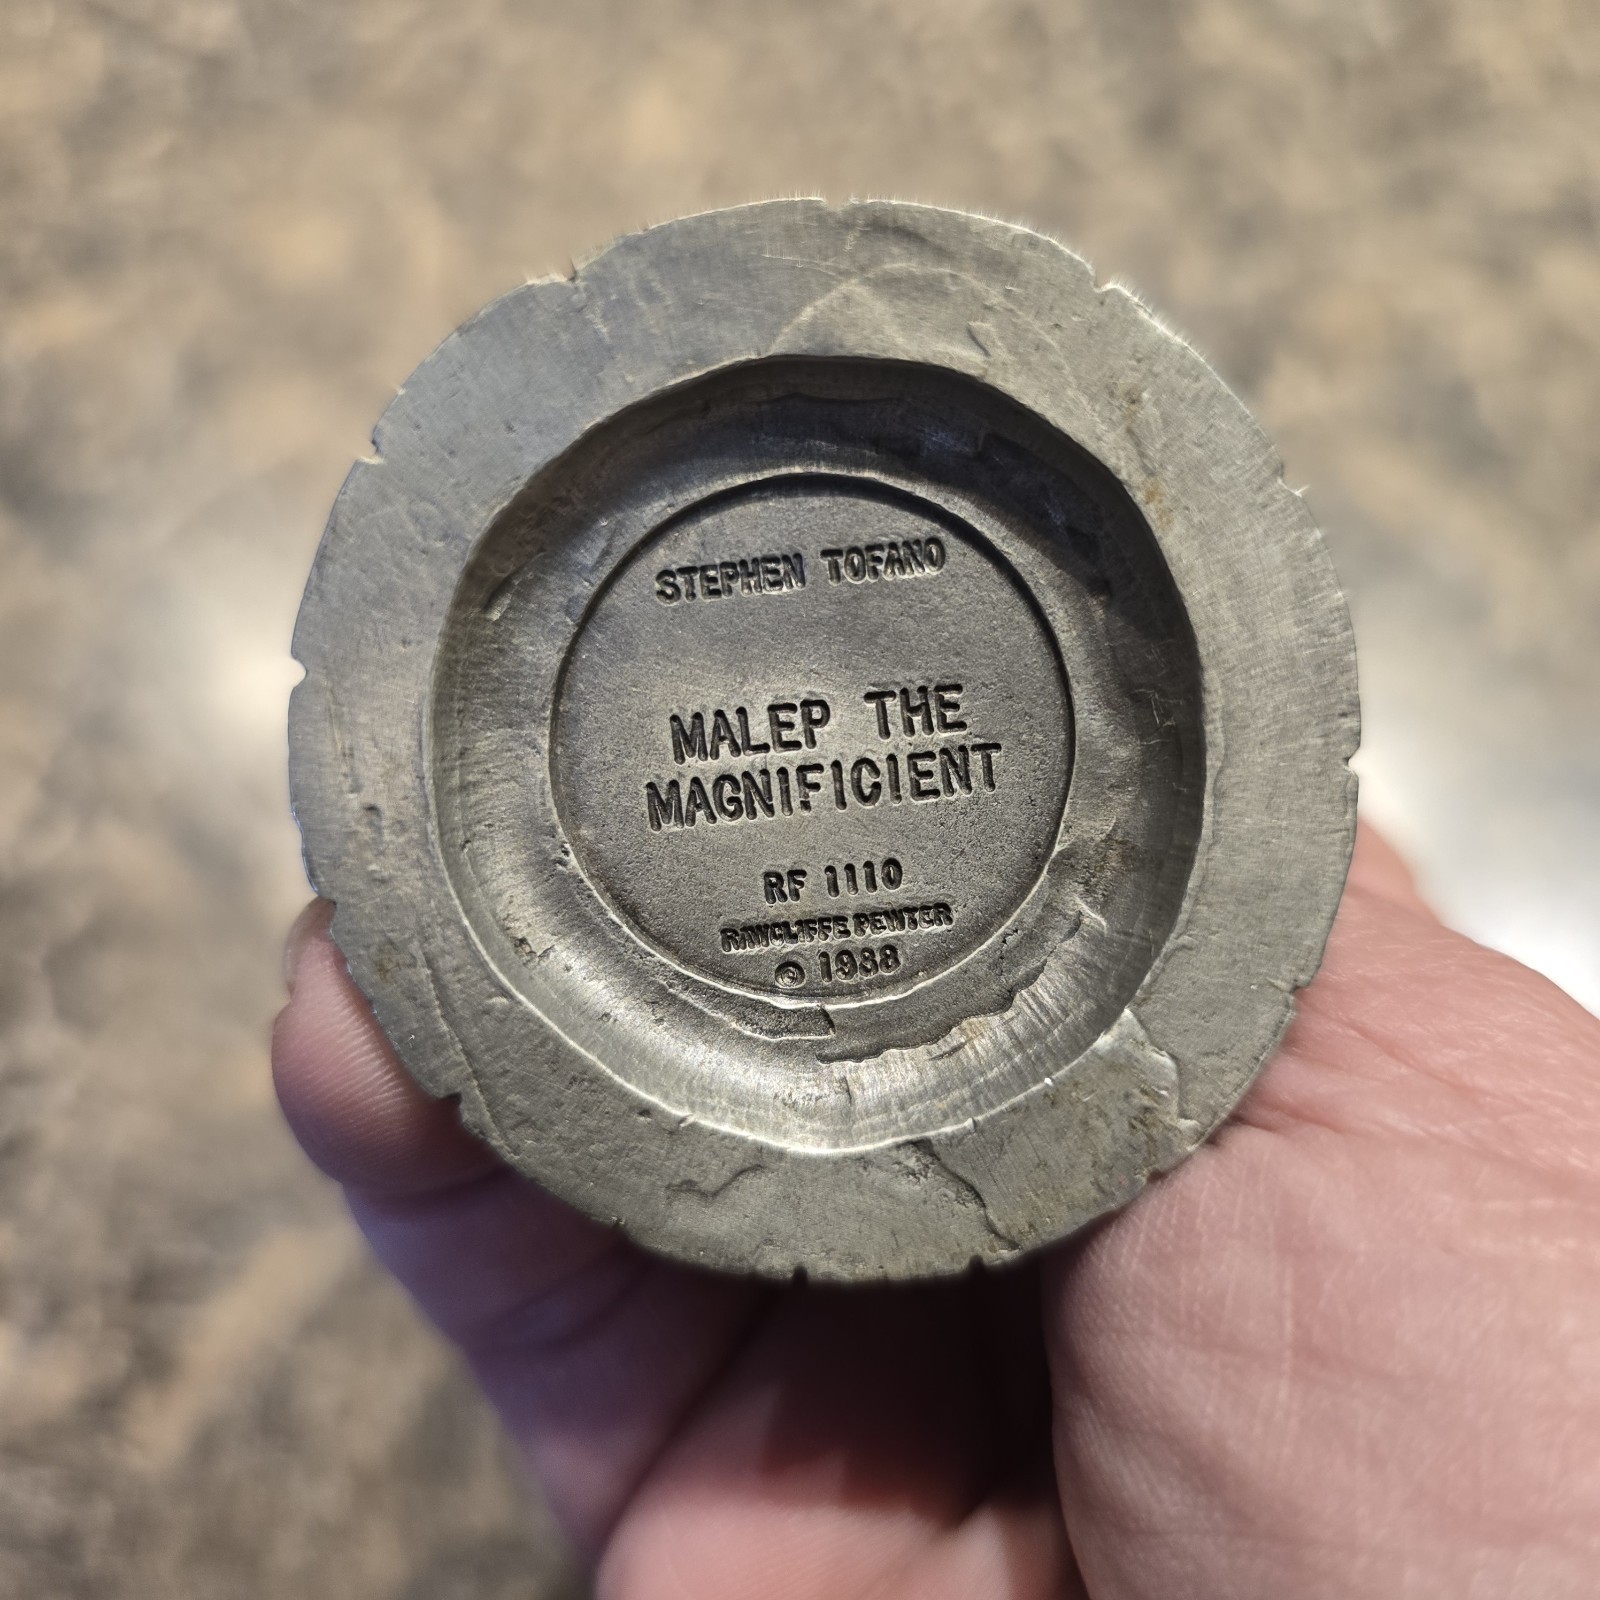 STEPHEN TOFANO
MALEP THE
MAGNIFICIENT
RF 1110
RAWCLIFFE PEWTER
© 1988